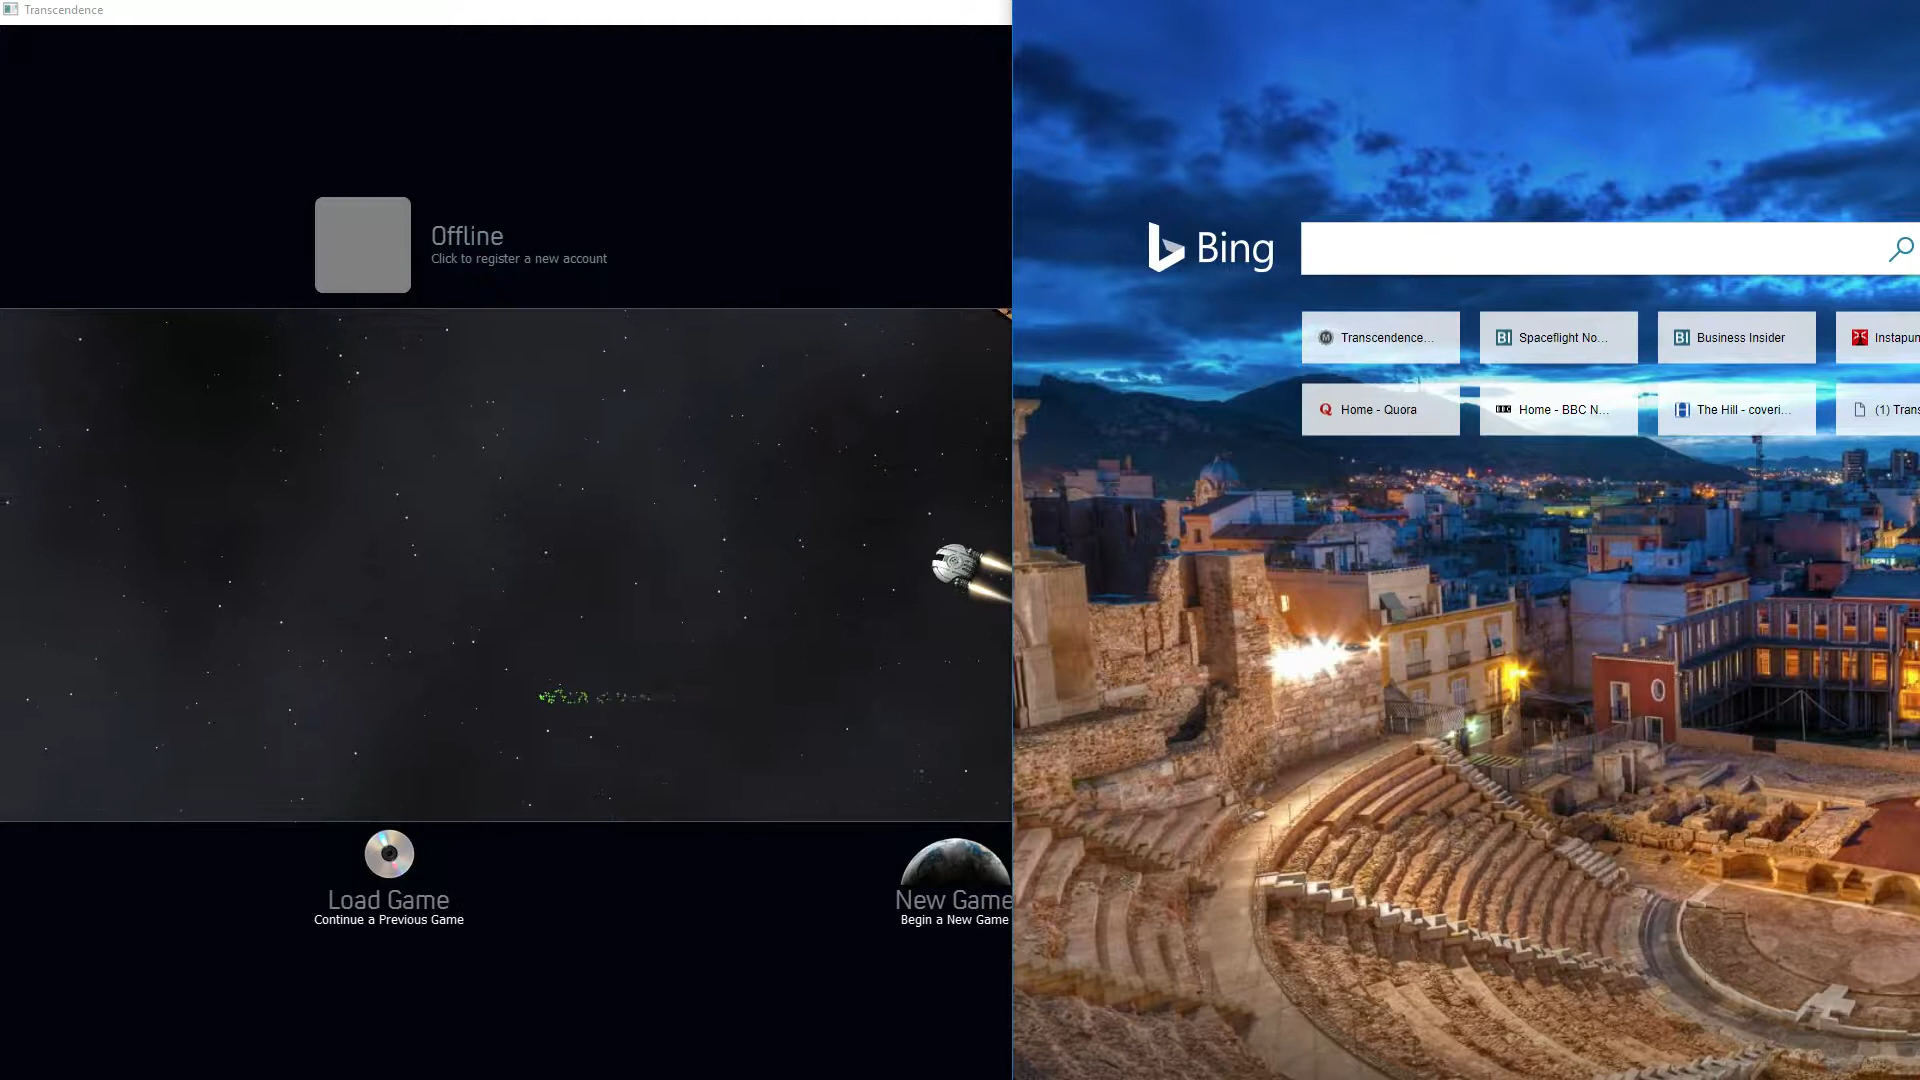 Transcendence
Offline
Click to register a new account
Load Game
Continue a Previous Game
New Game
Begin a New Game
Bing
Transcendence...
Spaceflight No...
Business Insider
Instapun
Home - Quora
Home - BBC N...
The Hill - coveri...
(1) Trans